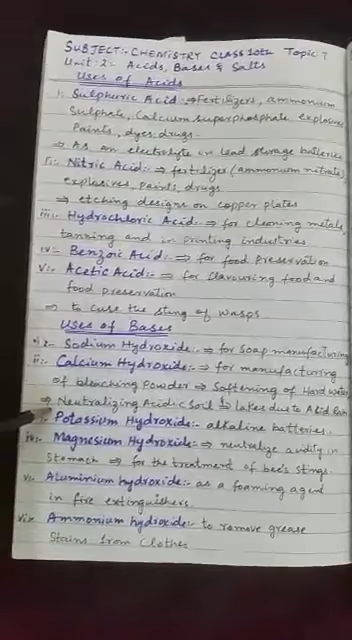 SUBJECT:- CHEMISTRY CLASS 10th Topic 7
Unit:2:- Acids, Bases & Salts
Uses of Acids
i:- Sulphuric Acid:⇒ Fertilizers, ammonium
Sulphate, Calcium superphosphate explosives
Paints, dyes, drugs.
⇒ As an electrolyte in lead storage batteries
Nitric Acid:⇒ fertilizer (ammonium nitrate)
explosives, paints, drugs
⇒ etching designs on copper plates
iii:- Hydrochloric Acid:- ⇒ for cleaning metals,
tanning and in printing industries
iv:- Benzoic Acid:- ⇒ for food preservation
v:- Acetic Acid:- ⇒ for flavouring food and
food preservation
⇒ to cure the stang of wasps
Uses of Bases
Sodium Hydroxide:- ⇒ for soap manufacturing
ii:- Calcium Hydroxide:- ⇒ for manufacturing
of bleaching powder ⇒ Softening of Hard water
⇒ Neutralizing Acidic Soil & lakes due to Acid Rain
Potassium Hydroxide:- alkaline batteries.
Magnesium Hydroxide:- ⇒ neutralize acidity in
Stomach ⇒ for the treatment of bee's stings.
v:- Aluminium hydroxide:- as a foaming agent
in fire extinguishers
vi:- Ammonium hydroxide:- to remove grease
Stains from Clothes